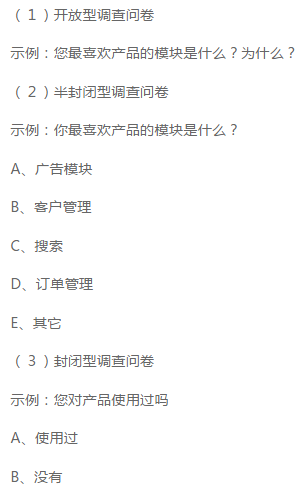 （１）开放型调查问卷
示例：您最喜欢产品的模块是什么？为什么？
（２）半封闭型调查问卷
示例：你最喜欢产品的模块是什么？
A、广告模块
B、客户管理
C、搜索
D、订单管理
E、其它
（３）封闭型调查问卷
示例：您对产品使用过吗
A、使用过
B、没有